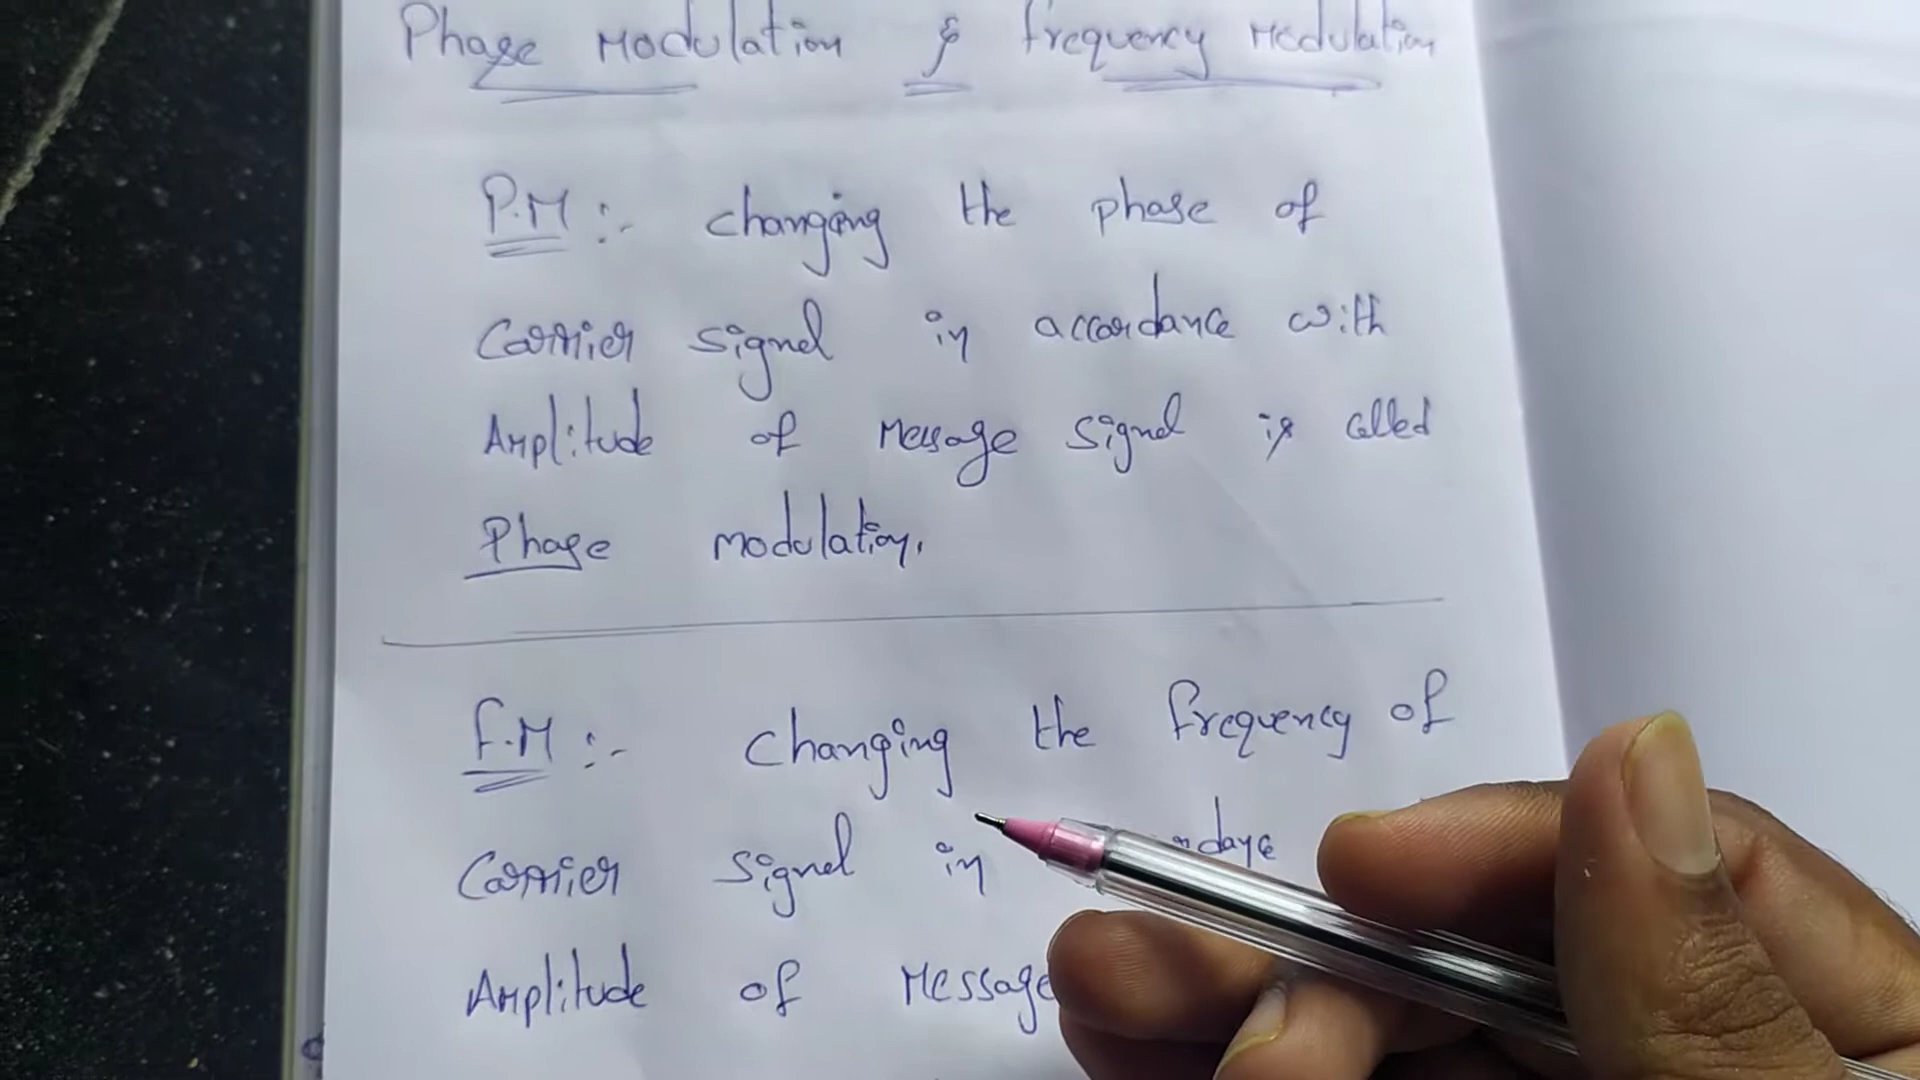 Phase Modulation & frequency Modulation
P.M :- changing the phase of
Carrier signal in accordance with
Amplitude of Message signal is called
Phase modulation.
F.M :- changing the frequency of
Carrier signal in
Amplitude of Message